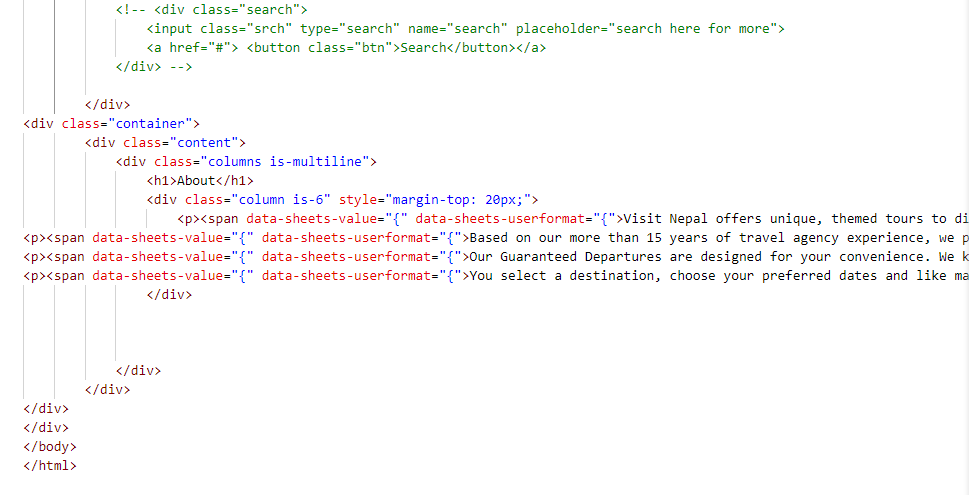 <!-- <div class="search">
<input class="srch" type="search" name="search" placeholder="search here for more">
<a href="#"> <button class="btn">Search</button></a>
</div> -->
</div>
<div class="container">
<div class="content">
<div class="columns is-multiline">
<h1>About</h1>
<div class="column is-6" style="margin-top: 20px;">
<p><span data-sheets-value="{" data-sheets-userformat="{">Visit Nepal offers unique, themed tours to di
<p><span data-sheets-value="{" data-sheets-userformat="{">Based on our more than 15 years of travel agency experience, we p
<p><span data-sheets-value="{" data-sheets-userformat="{">Our Guaranteed Departures are designed for your convenience. We k
<p><span data-sheets-value="{" data-sheets-userformat="{">You select a destination, choose your preferred dates and like ma
</div>
</div>
</div>
</div>
</div>
</body>
</html>